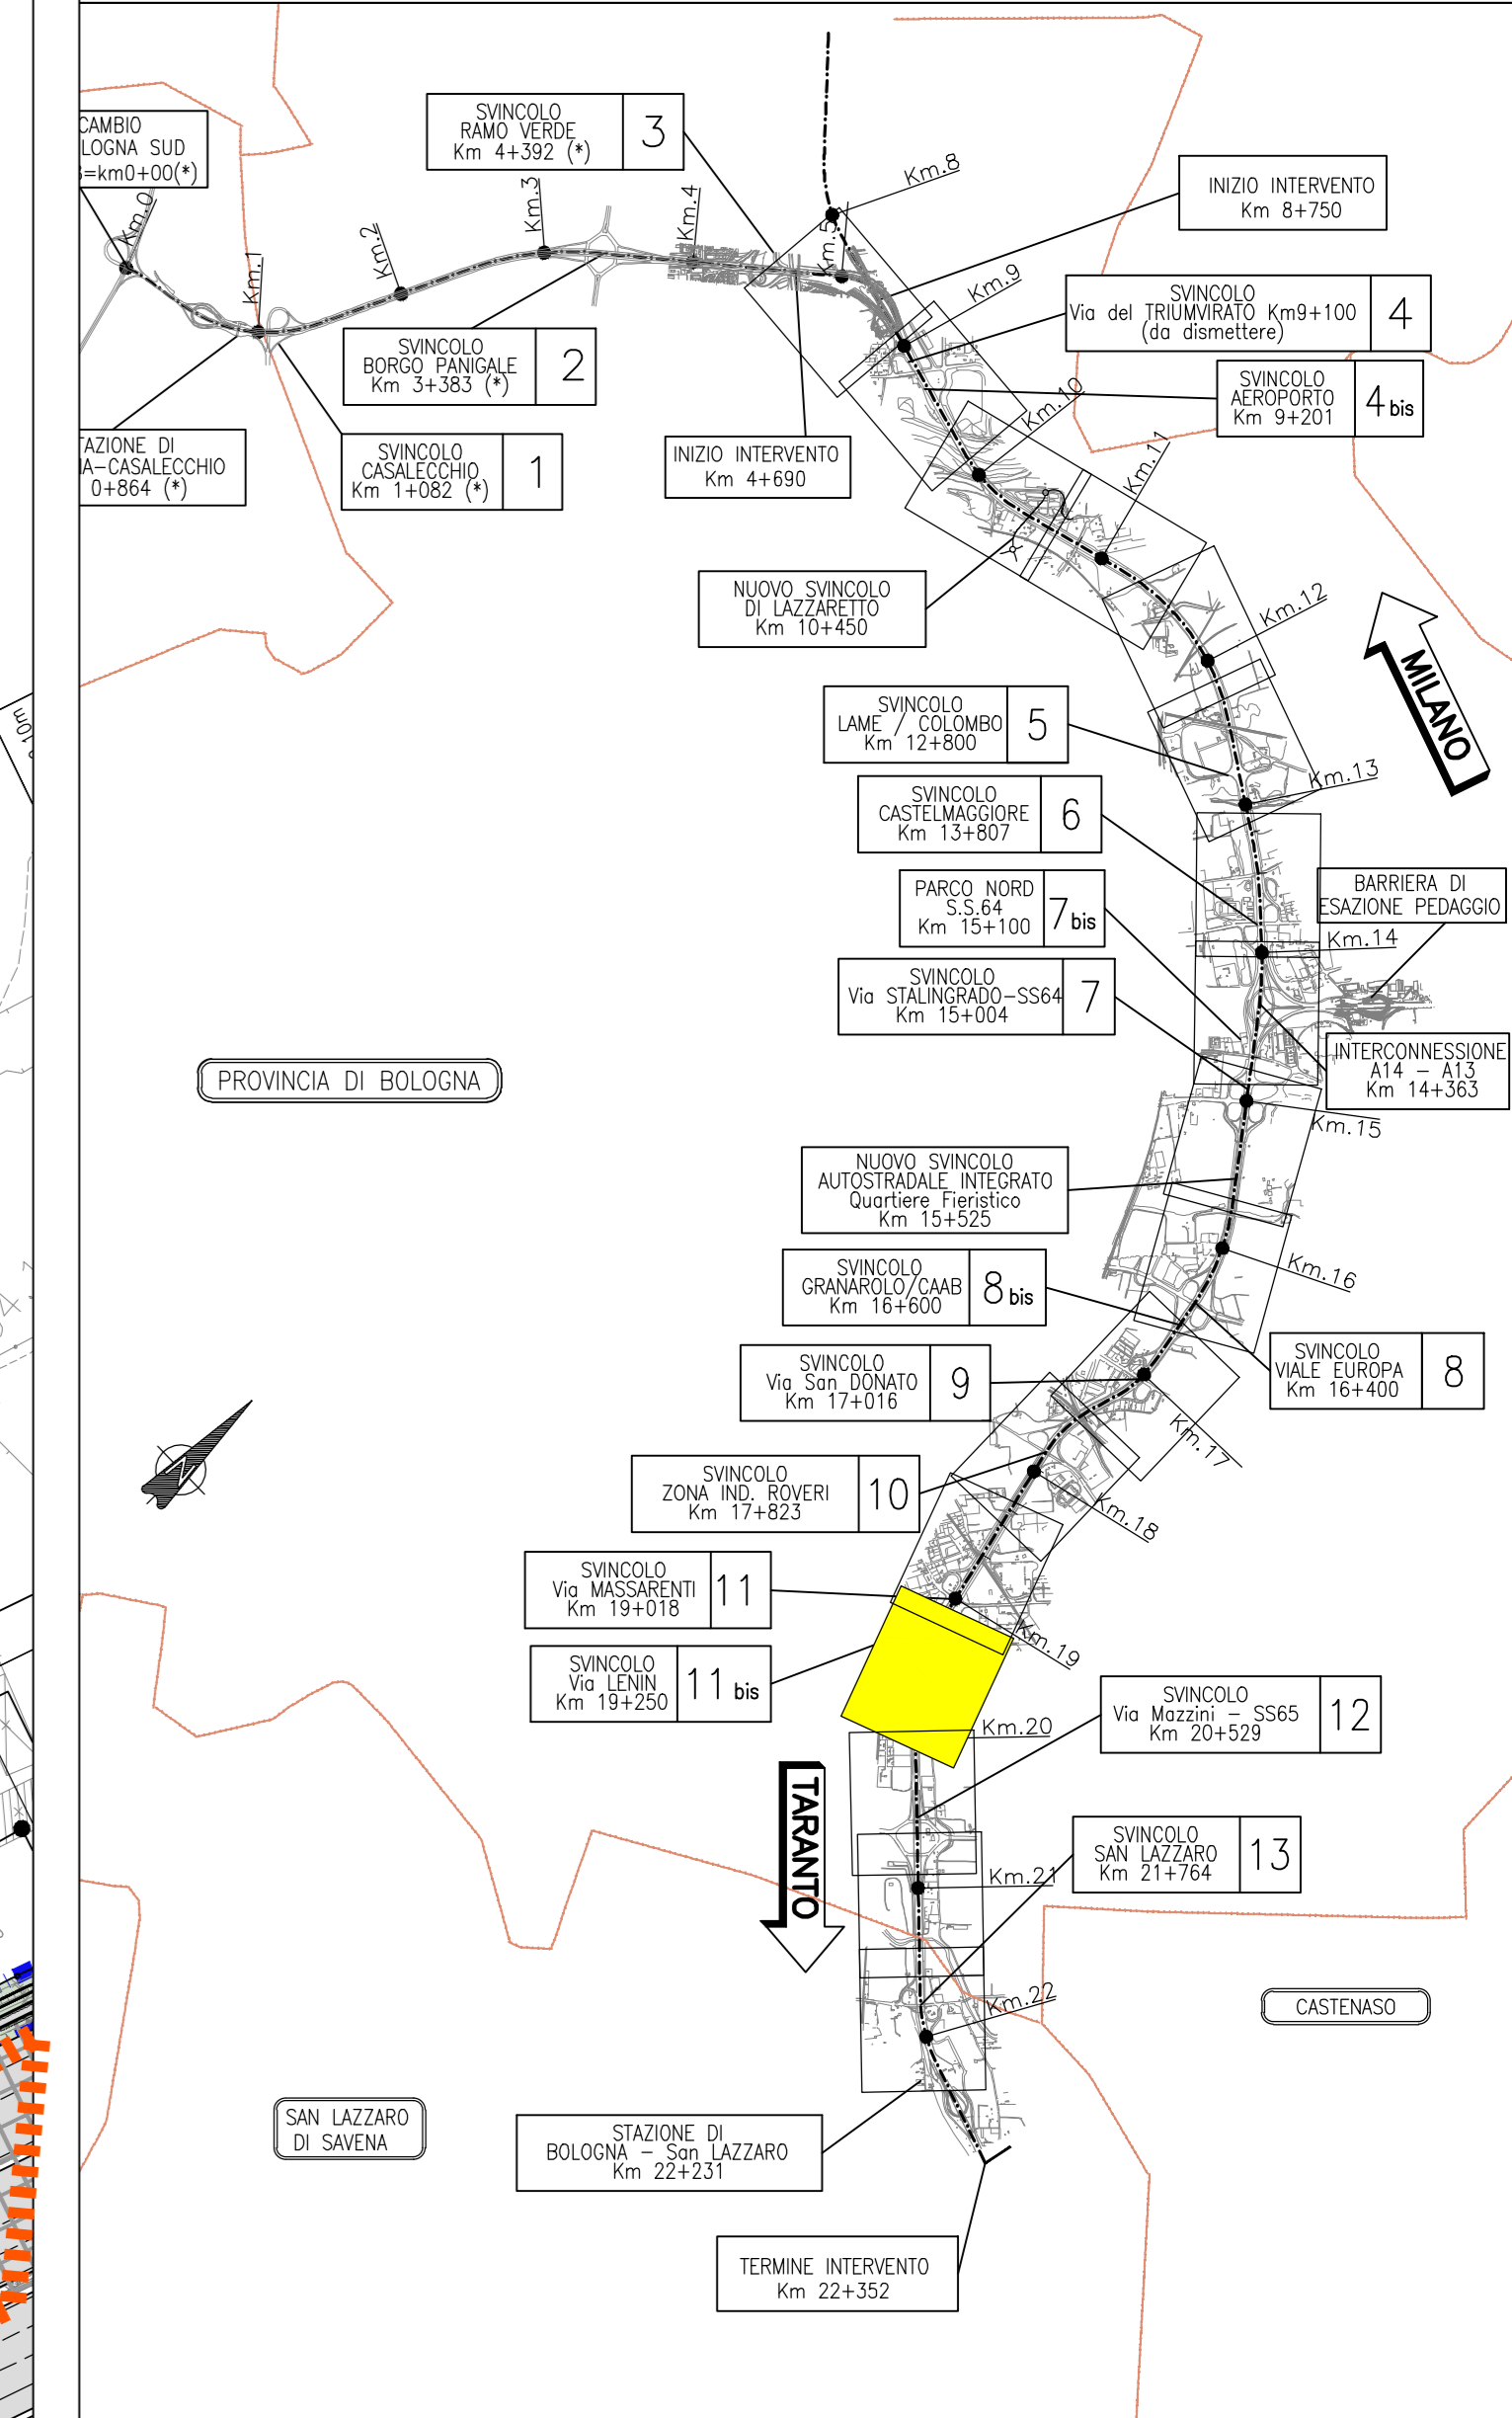 CAMBIO
LOGNA SUD
=km0+00(*)
SVINCOLO
RAMO VERDE
Km 4+392 (*)
3
Km.8
INIZIO INTERVENTO
Km 8+750
Km.0
Km.1
Km.2
Km.3
Km.4
Km.5
Km.9
SVINCOLO
Via del TRIUMVIRATO Km9+100
(da dismettere)
4
SVINCOLO
BORGO PANIGALE
Km 3+383 (*)
2
SVINCOLO
AEROPORTO
Km 9+201
4 bis
Km.10
TAZIONE DI
NA-CASALECCHIO
0+864 (*)
SVINCOLO
CASALECCHIO
Km 1+082 (*)
1
INIZIO INTERVENTO
Km 4+690
Km.11
NUOVO SVINCOLO
DI LAZZARETTO
Km 10+450
Km.12
MILANO
10m
SVINCOLO
LAME / COLOMBO
Km 12+800
5
Km.13
SVINCOLO
CASTELMAGGIORE
Km 13+807
6
PARCO NORD
S.S.64
Km 15+100
7 bis
BARRIERA DI
ESAZIONE PEDAGGIO
Km.14
SVINCOLO
Via STALINGRADO-SS64
Km 15+004
7
INTERCONNESSIONE
A14 - A13
Km 14+363
PROVINCIA DI BOLOGNA
Km.15
NUOVO SVINCOLO
AUTOSTRADALE INTEGRATO
Quartiere Fieristico
Km 15+525
Km.16
SVINCOLO
GRANAROLO/CAAB
Km 16+600
8 bis
SVINCOLO
VIALE EUROPA
Km 16+400
8
SVINCOLO
Via San DONATO
Km 17+016
9
Km.17
SVINCOLO
ZONA IND. ROVERI
Km 17+823
10
Km.18
SVINCOLO
Via MASSARENTI
Km 19+018
11
Km.19
SVINCOLO
Via LENIN
Km 19+250
11 bis
Km.20
SVINCOLO
Via Mazzini - SS65
Km 20+529
12
TARANTO
SVINCOLO
SAN LAZZARO
Km 21+764
13
Km.21
Km.22
CASTENASO
SAN LAZZARO
DI SAVENA
STAZIONE DI
BOLOGNA - San LAZZARO
Km 22+231
TERMINE INTERVENTO
Km 22+352